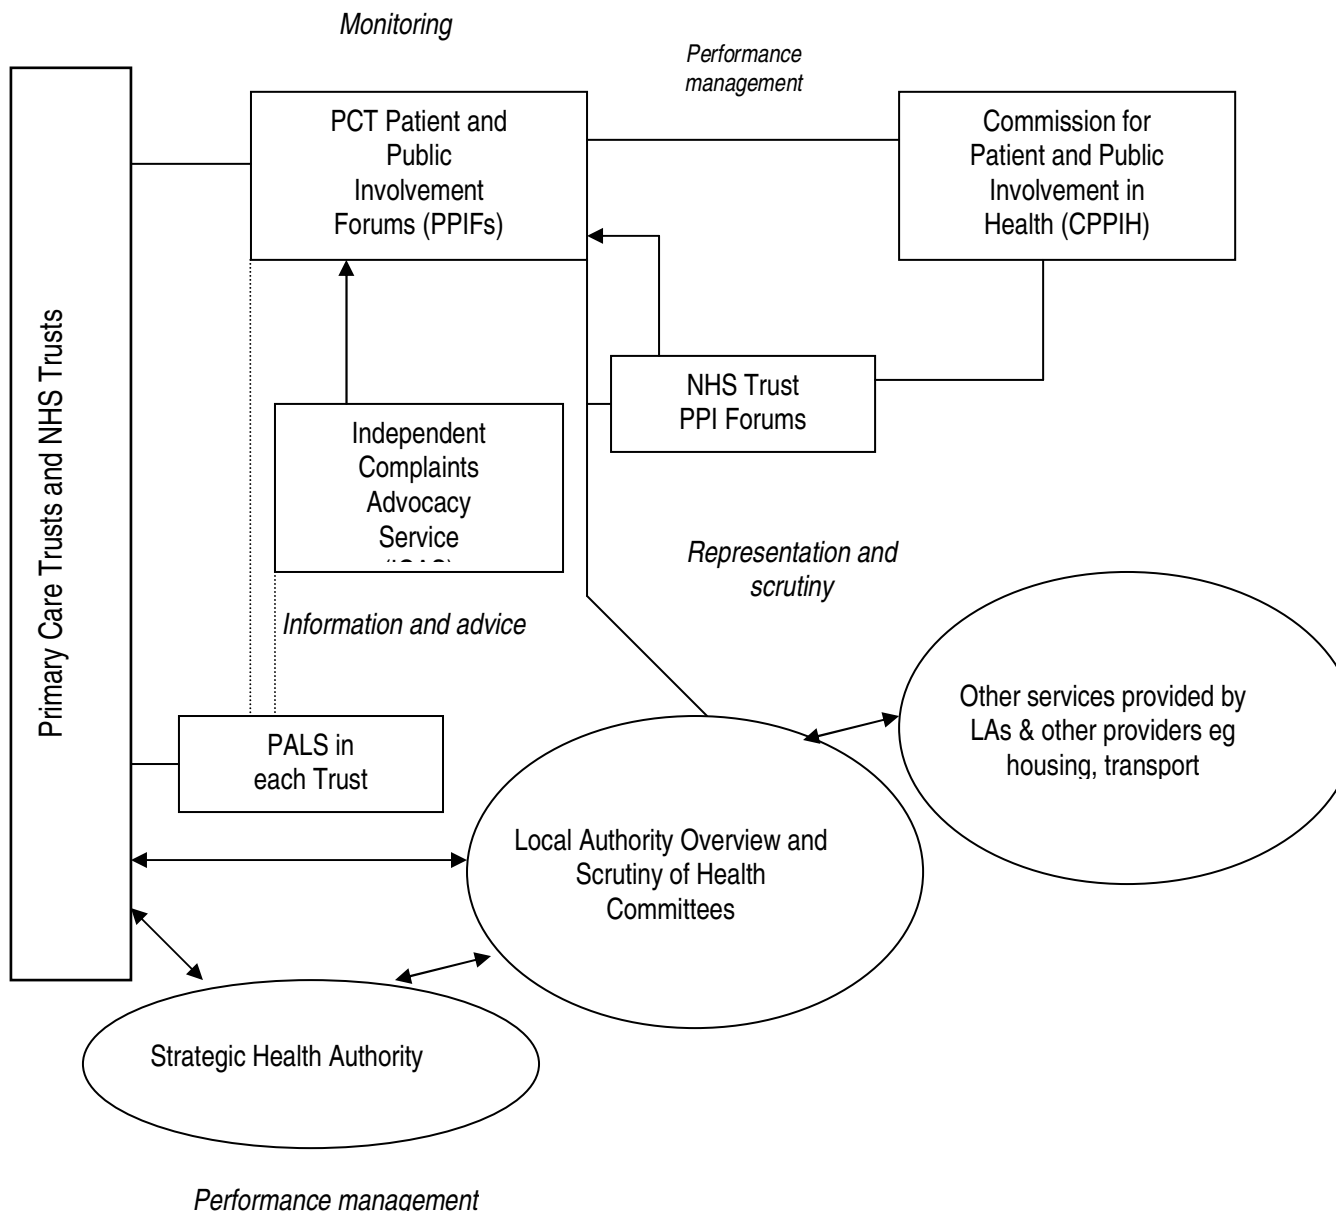 Monitoring
Performance
management
PCT Patient and
Public
Involvement
Forums (PPIFs)
Commission for
Patient and Public
Involvement in
Health (CPPIH)
Primary Care Trusts and NHS Trusts
NHS Trust
PPI Forums
Independent
Complaints
Advocacy
Service
Representation and
scrutiny
Information and advice
Other services provided by
LAs & other providers eg
housing, transport
PALS in
each Trust
Local Authority Overview and
Scrutiny of Health
Committees
Strategic Health Authority
Performance management